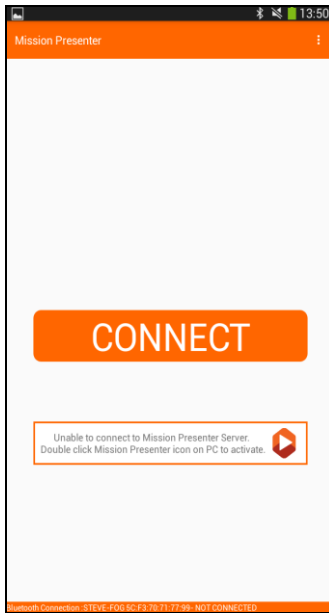 13:50
Mission Presenter
CONNECT
Unable to connect to Mission Presenter Server.
Double click Mission Presenter icon on PC to activate.
Bluetooth Connection :STEVE-FOG 5C:F3:70:71:77:99- NOT CONNECTED